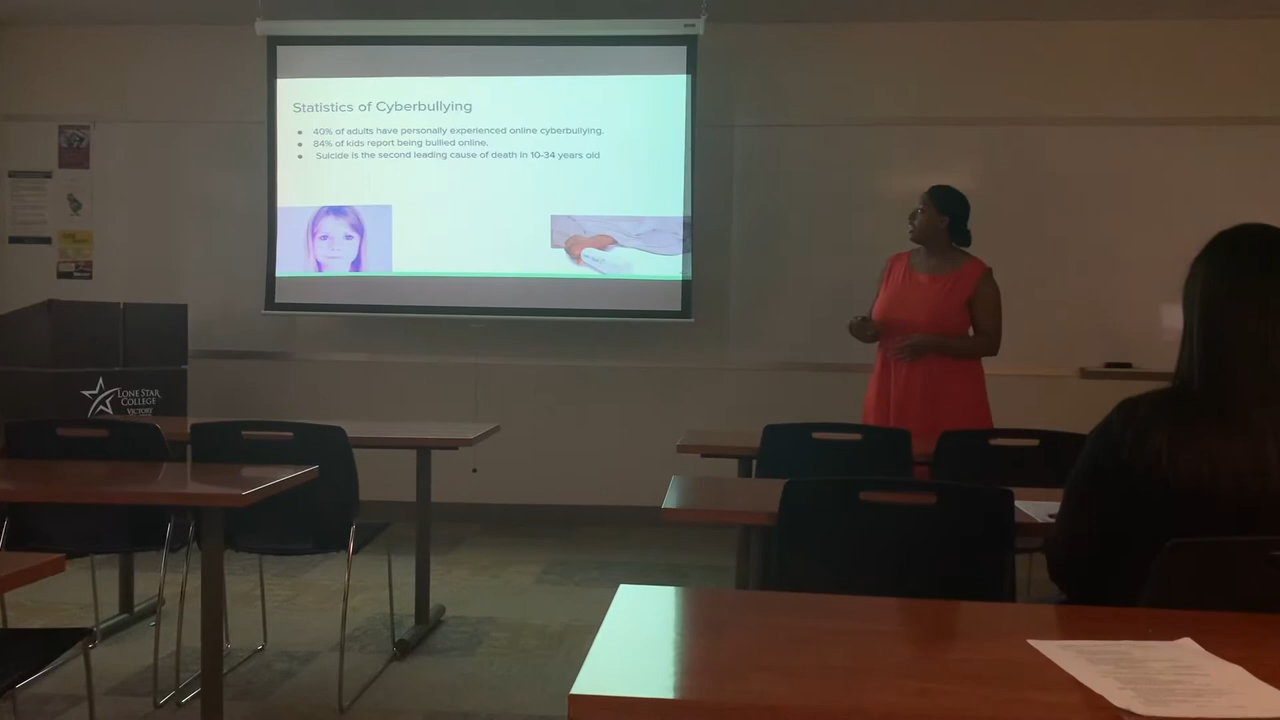 Statistics of Cyberbullying
● 40% of adults have personally experienced online cyberbullying.
● 84% of kids report being bullied online.
● Suicide is the second leading cause of death in 10-34 years old
LONE STAR
COLLEGE
VICTORY